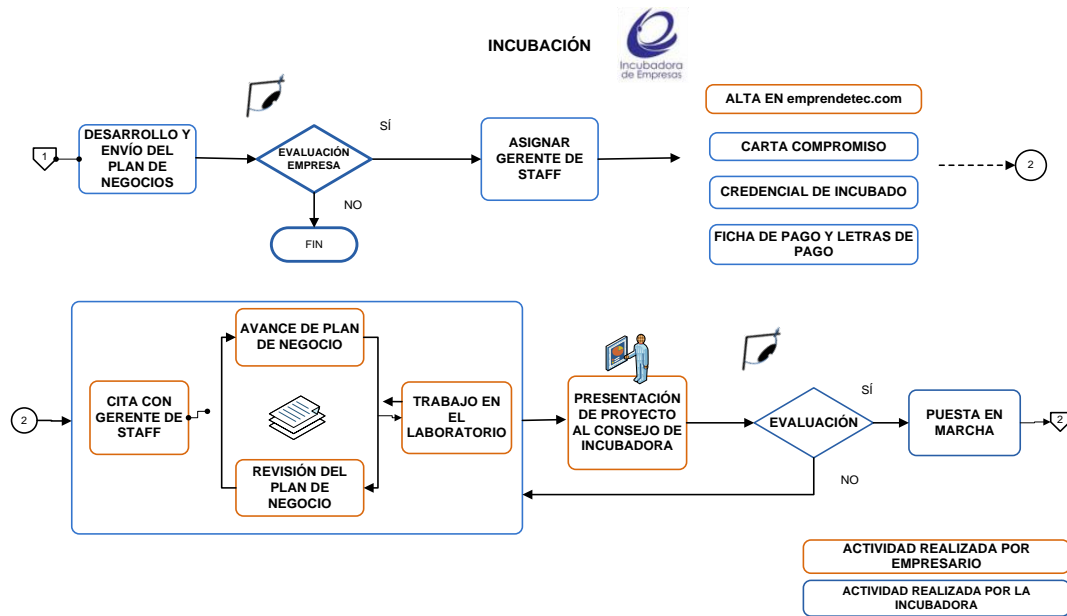 INCUBACIÓN
Incubadora
de Empresas
ALTA EN emprendetec.com
1
DESARROLLO Y
ENVÍO DEL
PLAN DE
NEGOCIOS
EVALUACIÓN
EMPRESA
SÍ
NO
FIN
ASIGNAR
GERENTE DE
STAFF
CARTA COMPROMISO
CREDENCIAL DE INCUBADO
FICHA DE PAGO Y LETRAS DE
PAGO
2
2
CITA CON
GERENTE DE
STAFF
AVANCE DE PLAN
DE NEGOCIO
REVISIÓN DEL
PLAN DE
NEGOCIO
TRABAJO EN
EL
LABORATORIO
PRESENTACIÓN
DE PROYECTO
AL CONSEJO DE
INCUBADORA
EVALUACIÓN
SÍ
NO
PUESTA EN
MARCHA
2
ACTIVIDAD REALIZADA POR
EMPRESARIO
ACTIVIDAD REALIZADA POR LA
INCUBADORA